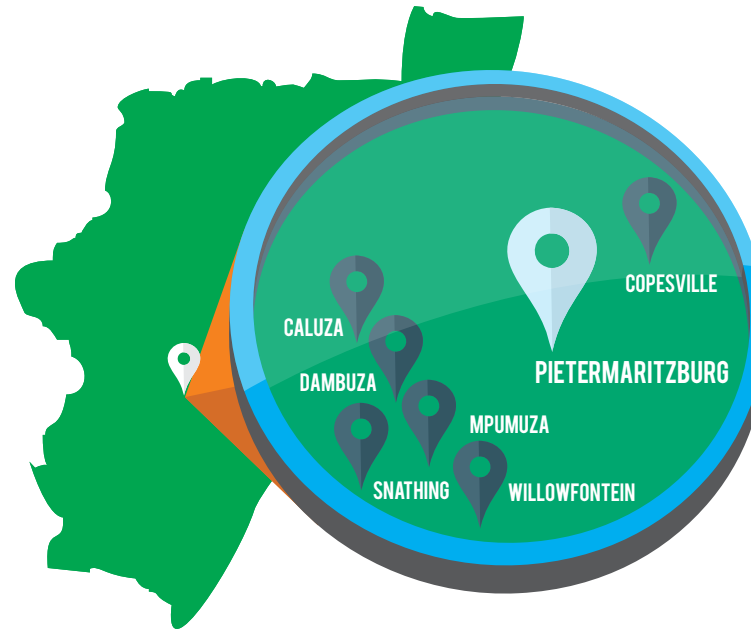 COPESVILLE
CALUZA
PIETERMARITZBURG
DAMBUZA
MPUMUZA
SNATHING
WILLOWFONTEIN